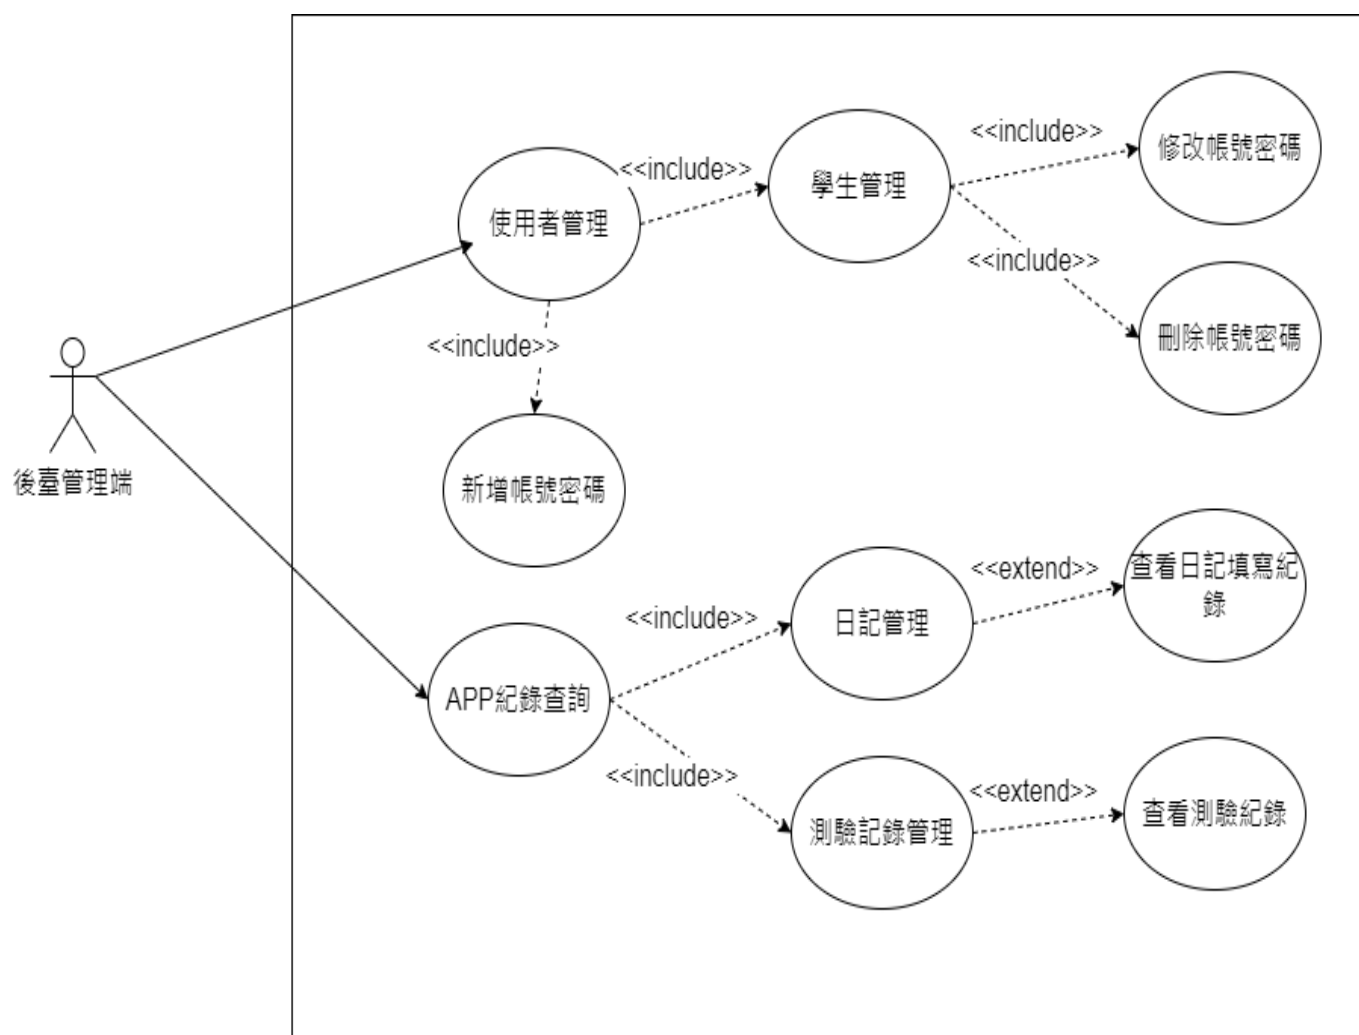 <<include>>
修改帳號密碼
<<include>>
學生管理
使用者管理
<<include>>
刪除帳號密碼
<<include>>
後臺管理端
新增帳號密碼
<<extend>>
查看日記填寫紀
錄
<<include>>
日記管理
APP紀錄查詢
<<include>>
<<extend>>
查看測驗紀錄
測驗記錄管理